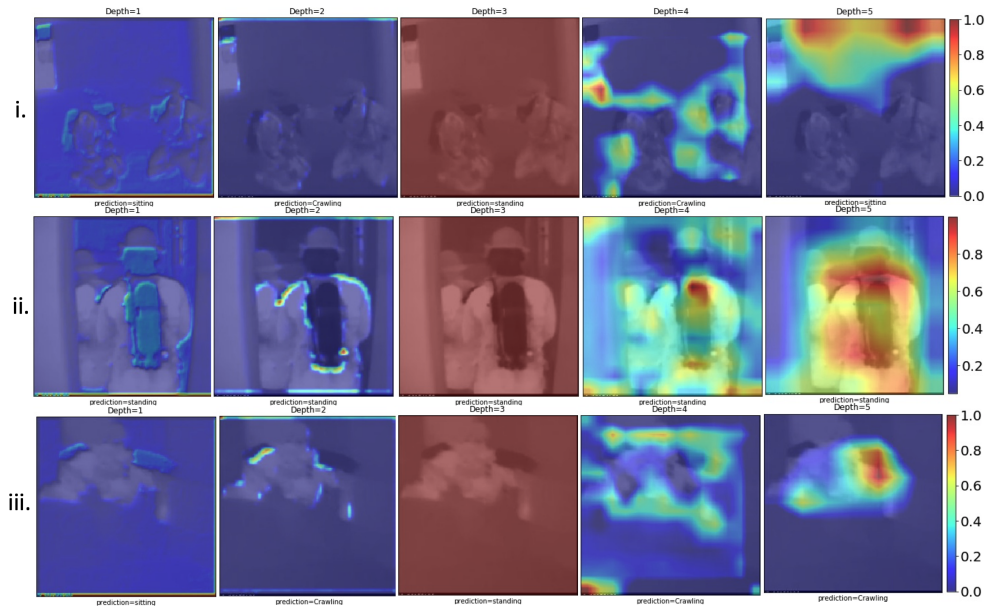 Depth=1 Depth=2 Depth=3 Depth=4 Depth=5
1.0
0.8
i.
0.6
0.4
0.2
0.0
prediction=sitting prediction=Crawling prediction=standing prediction=Crawling prediction=sitting
Depth=1 Depth=2 Depth=3 Depth=4 Depth=5
0.8
ii.
0.6
0.4
0.2
prediction=standing prediction=standing prediction=standing prediction=standing prediction=standing
Depth=1 Depth=2 Depth=3 Depth=4 Depth=5
1.0
0.8
iii.
0.6
0.4
0.2
0.0
prediction=sitting prediction=Crawling prediction=standing prediction=Crawling prediction=Crawling